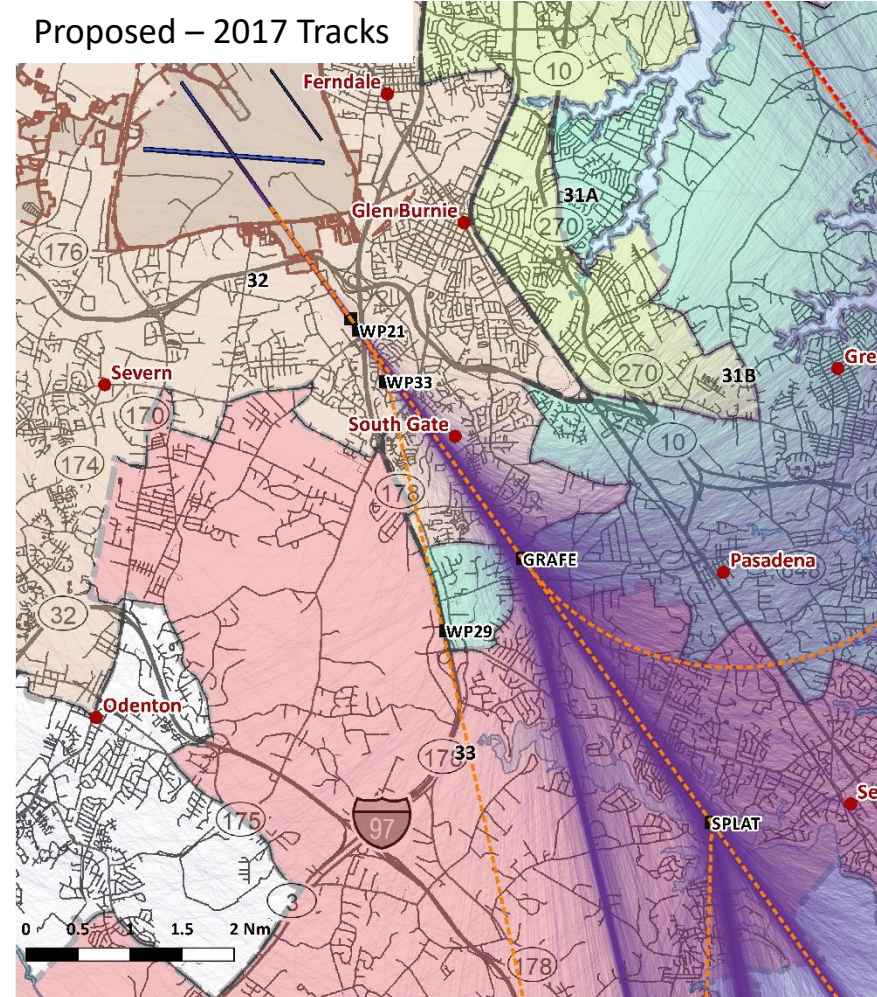 Proposed – 2017 Tracks
10
Ferndale
31A
Glen Burnie
270
176
32
WP21
Gre
Severn
WP33
270
31B
170
South Gate
10
174
GRAFE
Pasadena
32
WP29
Odenton
33
97
175
Se
SPLAT
3
0 0.5 1 1.5 2 Nm
178